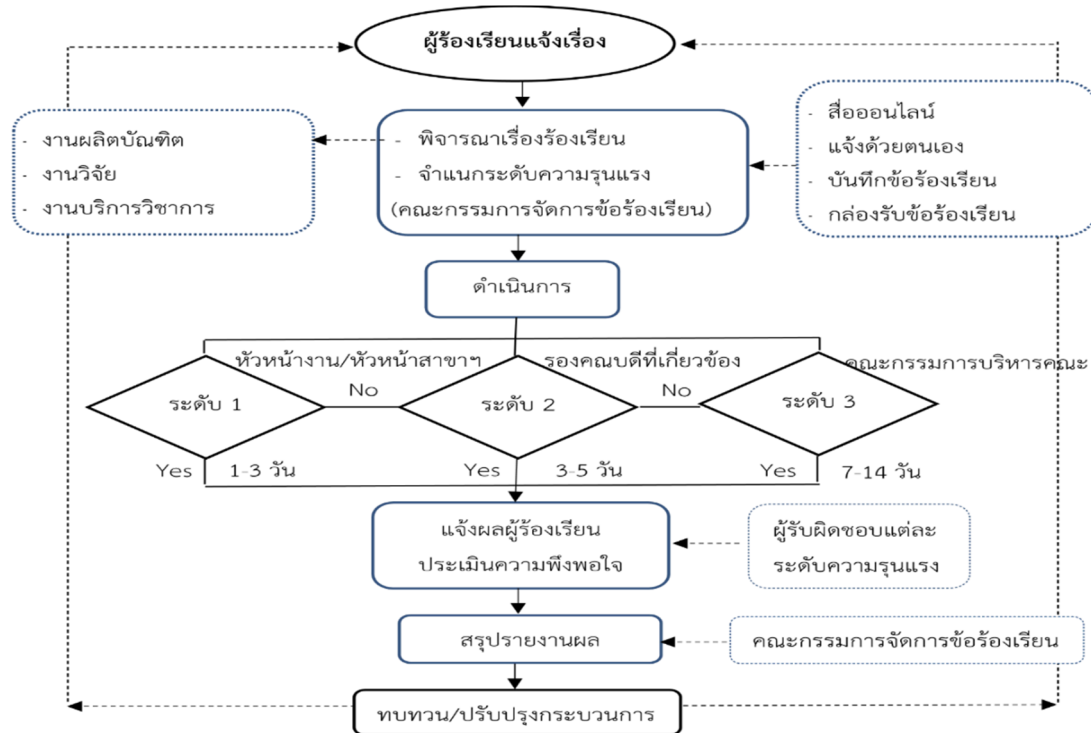 ผู้ร้องเรียนแจ้งเรื่อง
- งานผลิตบัณฑิต
- งานวิจัย
- งานบริการวิชาการ
- พิจารณาเรื่องร้องเรียน
- จำแนกระดับความรุนแรง
(คณะกรรมการจัดการข้อร้องเรียน)
- สื่อออนไลน์
- แจ้งด้วยตนเอง
- บันทึกข้อร้องเรียน
- กล่องรับข้อร้องเรียน
ดำเนินการ
หัวหน้างาน/หัวหน้าสาขาฯ
รองคณบดีที่เกี่ยวข้อง
คณะกรรมการบริหารคณะ
ระดับ 1
No
ระดับ 2
No
ระดับ 3
Yes
1-3 วัน
Yes
3-5 วัน
Yes
7-14 วัน
แจ้งผลผู้ร้องเรียน
ประเมินความพึงพอใจ
ผู้รับผิดชอบแต่ละ
ระดับความรุนแรง
สรุปรายงานผล
คณะกรรมการจัดการข้อร้องเรียน
ทบทวน/ปรับปรุงกระบวนการ